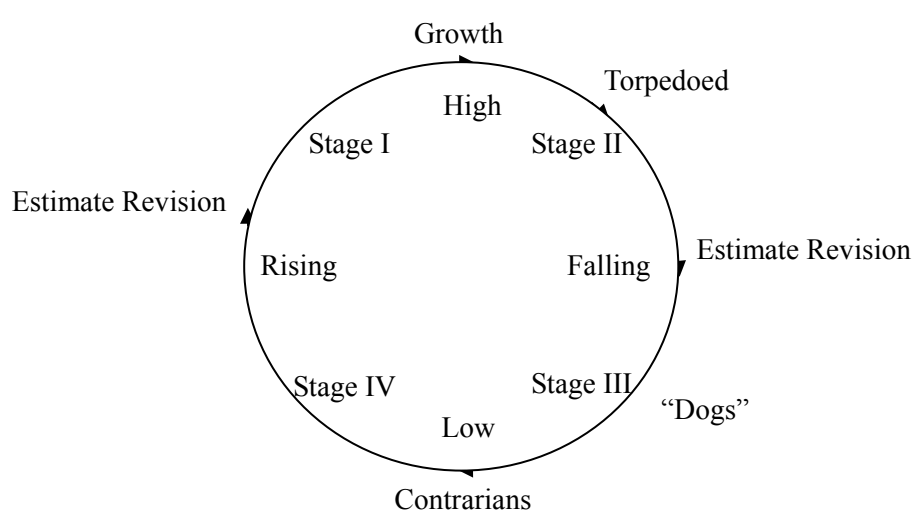 Growth
Torpedoed
High
Stage I
Stage II
Estimate Revision
Estimate Revision
Rising
Falling
Stage IV
Stage III
“Dogs”
Low
Contrarians